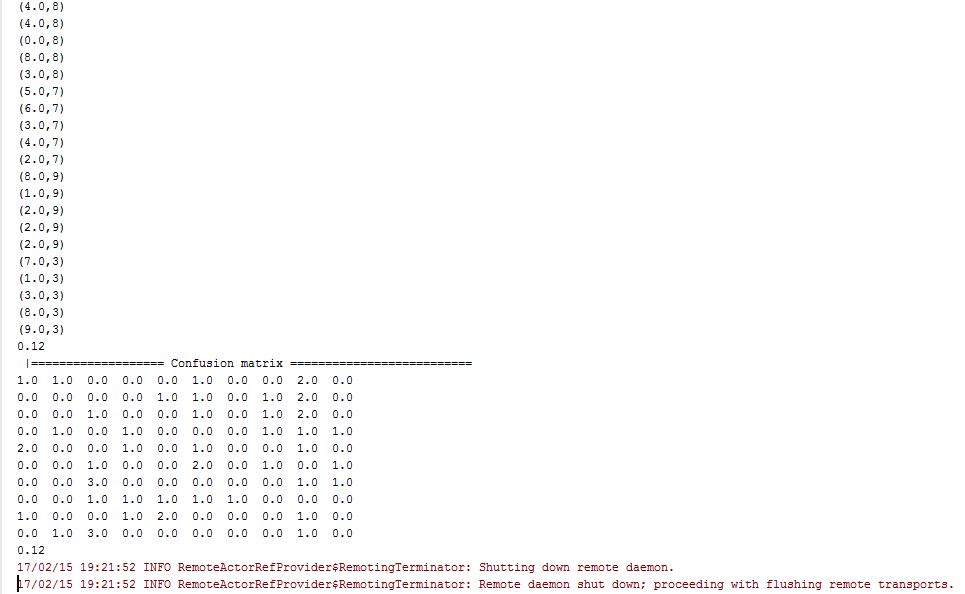 (4.0,8)
(4.0,8)
(0.0,8)
(8.0,8)
(3.0,8)
(5.0,7)
(6.0,7)
(3.0,7)
(4.0,7)
(2.0,7)
(8.0,9)
(1.0,9)
(2.0,9)
(2.0,9)
(2.0,9)
(7.0,3)
(1.0,3)
(3.0,3)
(8.0,3)
(9.0,3)
0.12
|=================== Confusion matrix ==========================
1.0 1.0 0.0 0.0 0.0 1.0 0.0 0.0 2.0 0.0
0.0 0.0 0.0 0.0 1.0 1.0 0.0 1.0 2.0 0.0
0.0 0.0 1.0 0.0 0.0 1.0 0.0 1.0 2.0 0.0
0.0 1.0 0.0 1.0 0.0 0.0 0.0 1.0 1.0 1.0
2.0 0.0 0.0 1.0 0.0 1.0 0.0 0.0 1.0 0.0
0.0 0.0 1.0 0.0 0.0 2.0 0.0 1.0 0.0 1.0
0.0 0.0 3.0 0.0 0.0 0.0 0.0 0.0 1.0 1.0
0.0 0.0 1.0 1.0 1.0 1.0 1.0 0.0 0.0 0.0
1.0 0.0 0.0 1.0 2.0 0.0 0.0 0.0 1.0 0.0
0.0 1.0 3.0 0.0 0.0 0.0 0.0 0.0 1.0 0.0
0.12
17/02/15 19:21:52 INFO RemoteActorRefProvider$RemotingTerminator: Shutting down remote daemon.
17/02/15 19:21:52 INFO RemoteActorRefProvider$RemotingTerminator: Remote daemon shut down; proceeding with flushing remote transports.